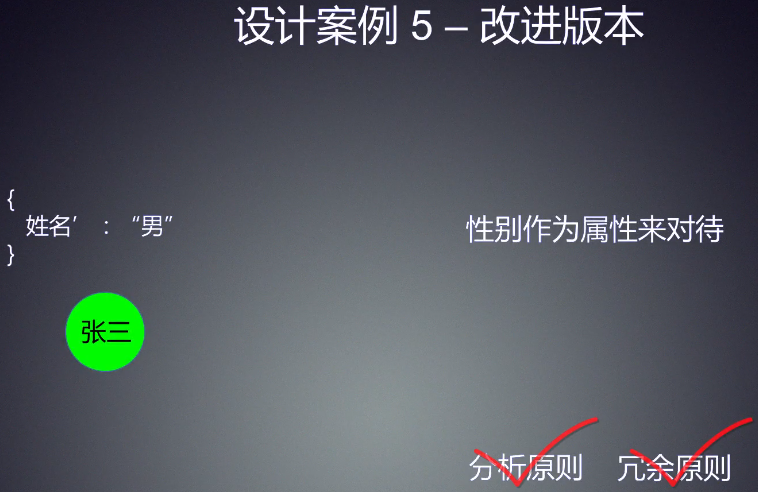 设计案例 5 – 改进版本
{
姓名’ : “男”
}
性别作为属性来对待
张三
分析原则 冗余原则